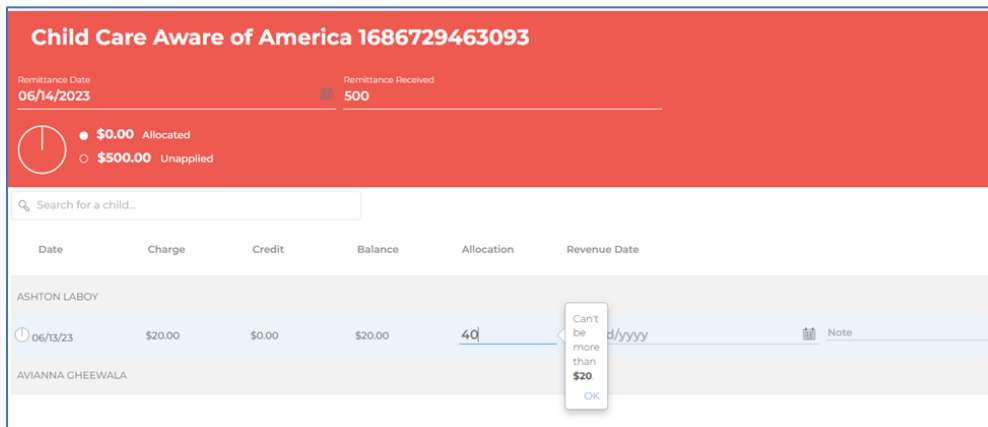 Child Care Aware of America 1686729463093
Remittance Date
Remittance Received
06/14/2023
500
$0.00 Allocated
$500.00 Unapplied
Search for a child...
Date Charge Credit Balance Allocation Revenue Date
ASHTON LABOY
06/13/23 $20.00 $0.00 $20.00 40 d/yyyy Note
Can't
be
more
than
$20.
OK
AVIANNA GHEEWALA